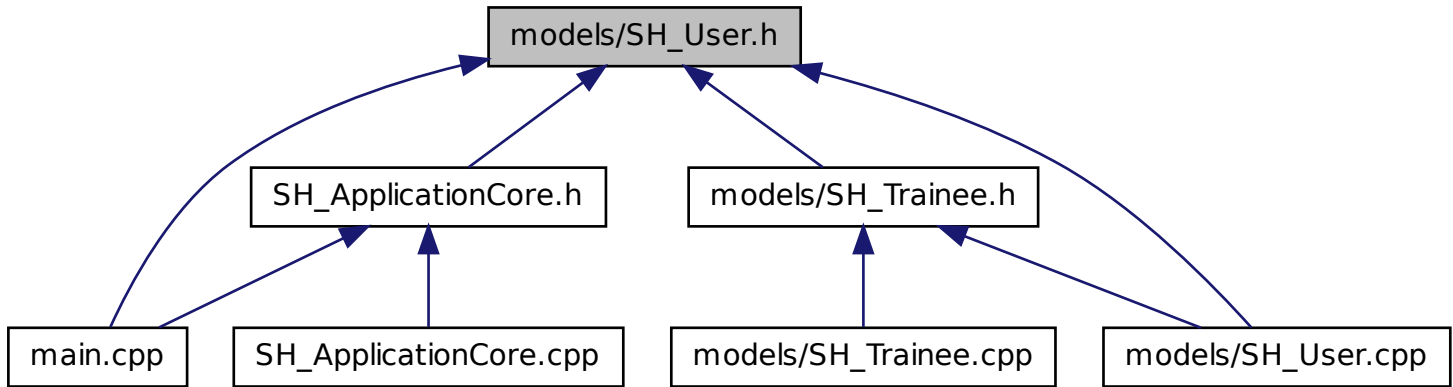 models/SH_User.h
SH_ApplicationCore.h
models/SH_Trainee.h
main.cpp
SH_ApplicationCore.cpp
models/SH_Trainee.cpp
models/SH_User.cpp